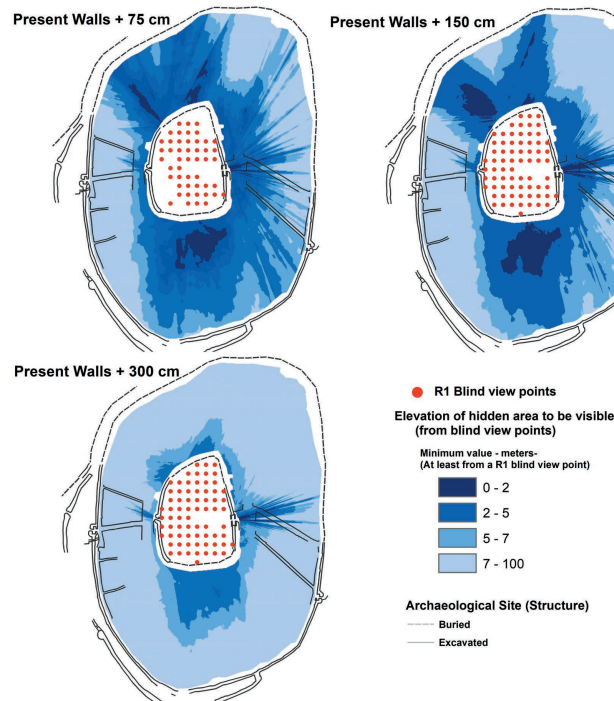 Present Walls + 75 cm
Present Walls + 150 cm
Present Walls + 300 cm
R1 Blind view points
Elevation of hidden area to be visible
(from blind view points)
Minimum value - meters-
(At least from a R1 blind view point)
0 - 2
2 - 5
5 - 7
7 - 100
Archaeological Site (Structure)
Buried
Excavated